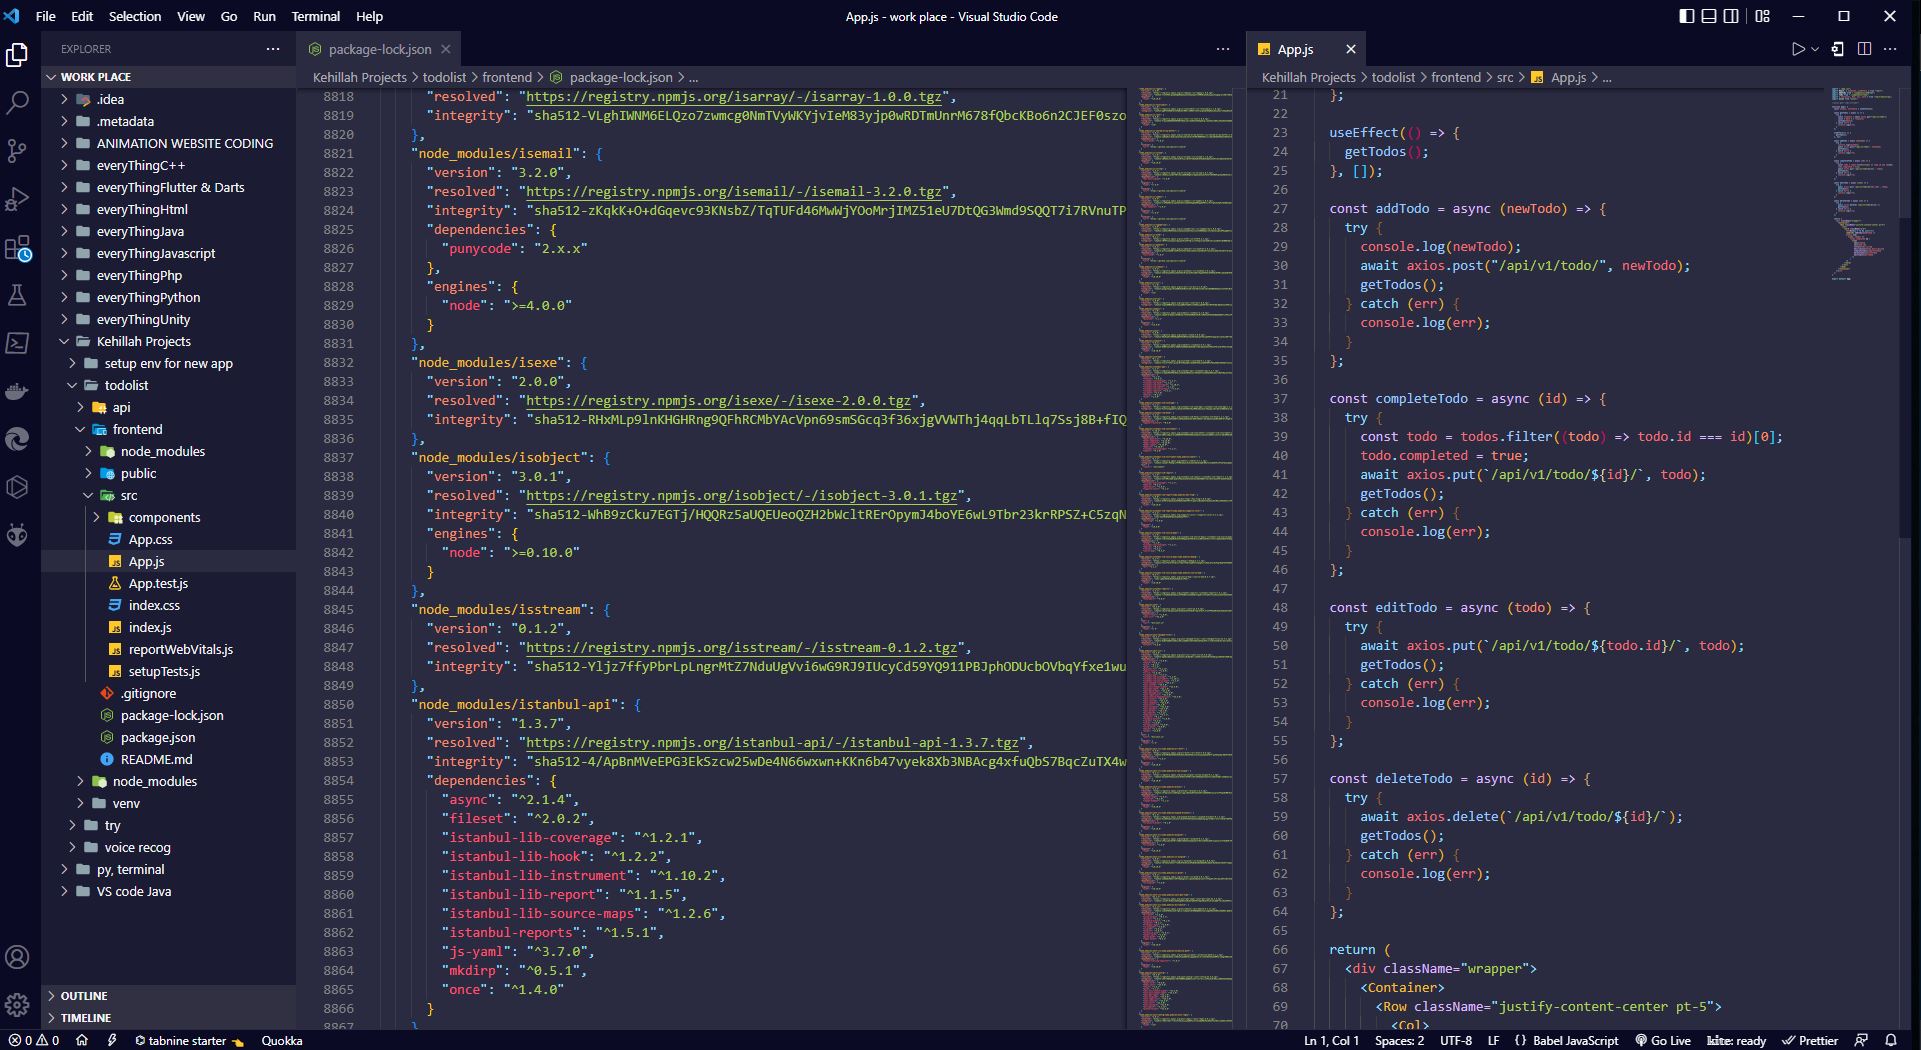 File Edit Selection View Go Run Terminal Help
App.js - work place - Visual Studio Code
EXPLORER
WORK PLACE
.idea
.metadata
ANIMATION WEBSITE CODING
everyThingC++
everyThingFlutter & Darts
everyThingHtml
everyThingJava
everyThingJavascript
everyThingPhp
everyThingPython
everyThingUnity
Kehillah Projects
setup env for new app
todolist
api
frontend
node_modules
public
src
components
App.css
App.js
App.test.js
index.css
index.js
reportWebVitals.js
setupTests.js
.gitignore
package-lock.json
package.json
README.md
node_modules
venv
try
voice recog
py, terminal
VS code Java
OUTLINE
TIMELINE
package-lock.json
Kehillah Projects > todolist > frontend > package-lock.json > ...
8818 "resolved": "https://registry.npmjs.org/isarray/-/isarray-1.0.0.tgz",
8819 "integrity": 
8820 },
8821 "node_modules/isemail": {
8822 "version": "3.2.0",
8823 "resolved": "https://registry.npmjs.org/isemail/-/isemail-3.2.0.tgz",
8824 "integrity": 
8825 "dependencies": {
8826 "punycode": "2.x.x"
8827 },
8828 "engines": {
8829 "node": ">=4.0.0"
8830 }
8831 },
8832 "node_modules/isexe": {
8833 "version": "2.0.0",
8834 "resolved": "https://registry.npmjs.org/isexe/-/isexe-2.0.0.tgz",
8835 "integrity": 
8836 },
8837 "node_modules/isobject": {
8838 "version": "3.0.1",
8839 "resolved": "https://registry.npmjs.org/isobject/-/isobject-3.0.1.tgz",
8840 "integrity": 
8841 "engines": {
8842 "node": ">=0.10.0"
8843 }
8844 },
8845 "node_modules/isstream": {
8846 "version": "0.1.2",
8847 "resolved": "https://registry.npmjs.org/isstream/-/isstream-0.1.2.tgz",
8848 "integrity": 
8849 },
8850 "node_modules/istanbul-api": {
8851 "version": "1.3.7",
8852 "resolved": "https://registry.npmjs.org/istanbul-api/-/istanbul-api-1.3.7.tgz",
8853 "integrity": 
8854 "dependencies": {
8855 "async": "^2.1.4",
8856 "fileset": "^2.0.2",
8857 "istanbul-lib-coverage": "^1.2.1",
8858 "istanbul-lib-hook": "^1.2.2",
8859 "istanbul-lib-instrument": "^1.10.2",
8860 "istanbul-lib-report": "^1.1.5",
8861 "istanbul-lib-source-maps": "^1.2.6",
8862 "istanbul-reports": "^1.5.1",
8863 "js-yaml": "^3.7.0",
8864 "mkdirp": "^0.5.1",
8865 "once": "^1.4.0"
8866 }
8867 }
App.js
Kehillah Projects > todolist > frontend > src > App.js > ...
21 };
22
23 useEffect(() => {
24 getTodos();
25 }, []);
26
27 const addTodo = async (newTodo) => {
28 try {
29 console.log(newTodo);
30 await axios.post("/api/v1/todo/", newTodo);
31 getTodos();
32 } catch (err) {
33 console.log(err);
34 }
35 };
36
37 const completeTodo = async (id) => {
38 try {
39 const todo = todos.filter((todo) => todo.id === id)[0];
40 todo.completed = true;
41 await axios.put(`/api/v1/todo/${id}/`, todo);
42 getTodos();
43 } catch (err) {
44 console.log(err);
45 }
46 };
47
48 const editTodo = async (todo) => {
49 try {
50 await axios.put(`/api/v1/todo/${todo.id}/`, todo);
51 getTodos();
52 } catch (err) {
53 console.log(err);
54 }
55 };
56
57 const deleteTodo = async (id) => {
58 try {
59 await axios.delete(`/api/v1/todo/${id}/`);
60 getTodos();
61 } catch (err) {
62 console.log(err);
63 }
64 };
65
66 return (
67 <div className="wrapper">
68 <Container>
69 <Row className="justify-content-center pt-5">
70 <Col>
0 0 tabnine starter Quokka Ln 1, Col 1 Spaces: 2 UTF-8 LF {} Babel JavaScript Go Live kite: ready Prettier